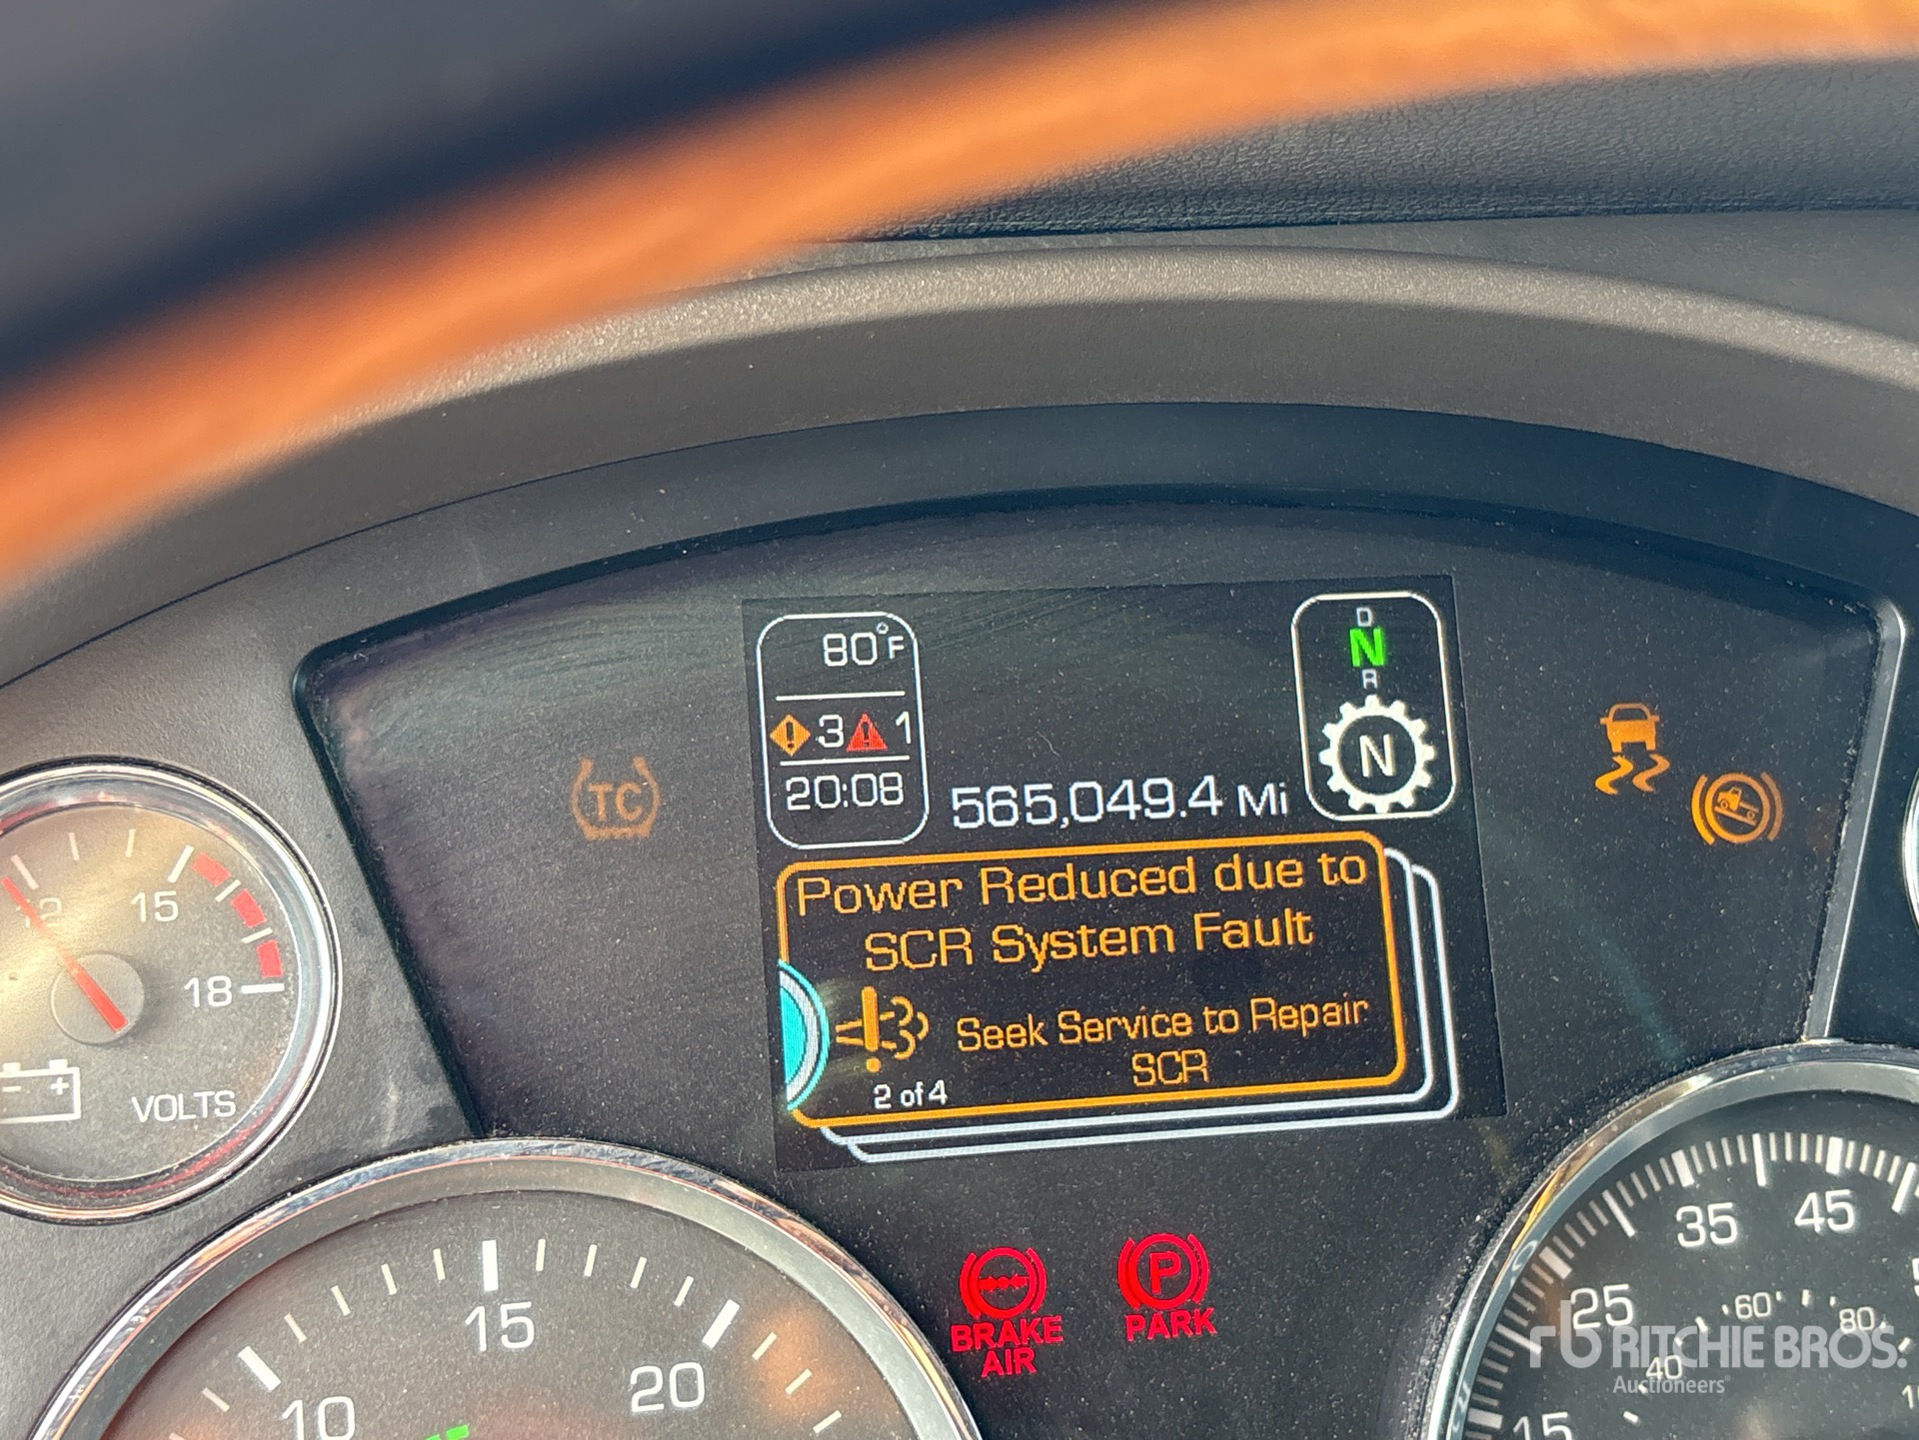 80°F
3 1
20:08
565,049.4 Mi
D
N
R
N
TC
Power Reduced due to
SCR System Fault
Seek Service to Repair
SCR
2 of 4
12 15
18
VOLTS
10 15 20
BRAKE
AIR
P
PARK
15 25 35 45
40 60 80
rb RITCHIE BROS.
Auctioneers